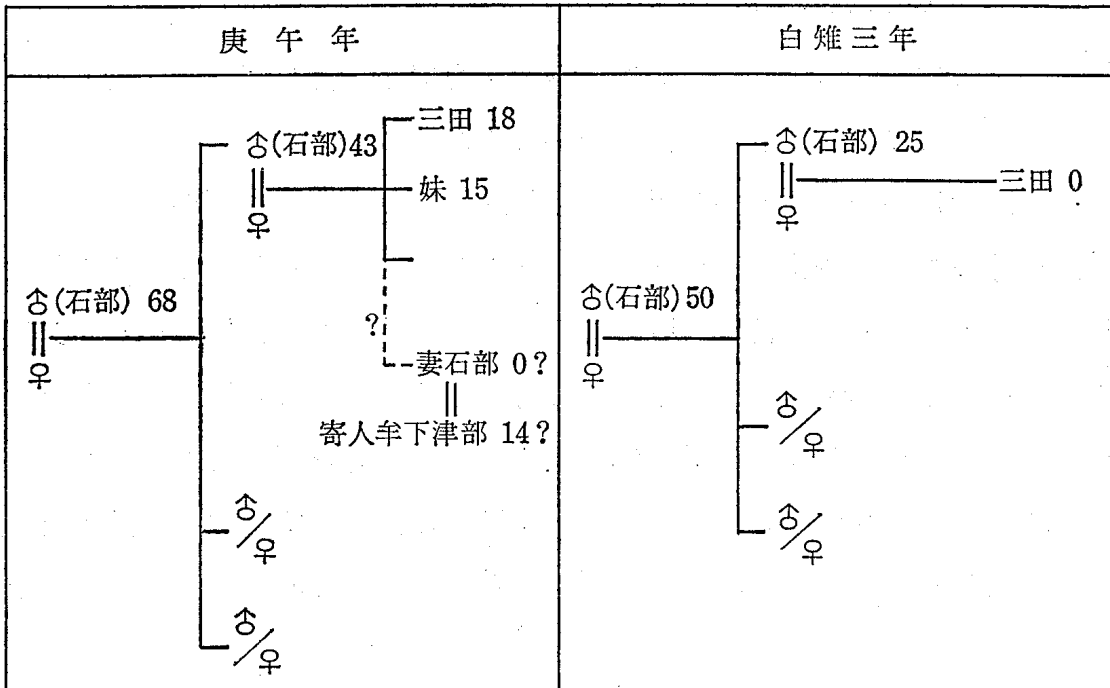 庚午年
白雉三年
三田 18
♂(石部)43
妹 15
♀
♂(石部) 68
♀
?
妻石部 0?
寄人牟下津部 14?
♂/♀
♂/♀
♂(石部) 25
三田 0
♀
♂(石部)50
♀
♂/♀
♂/♀